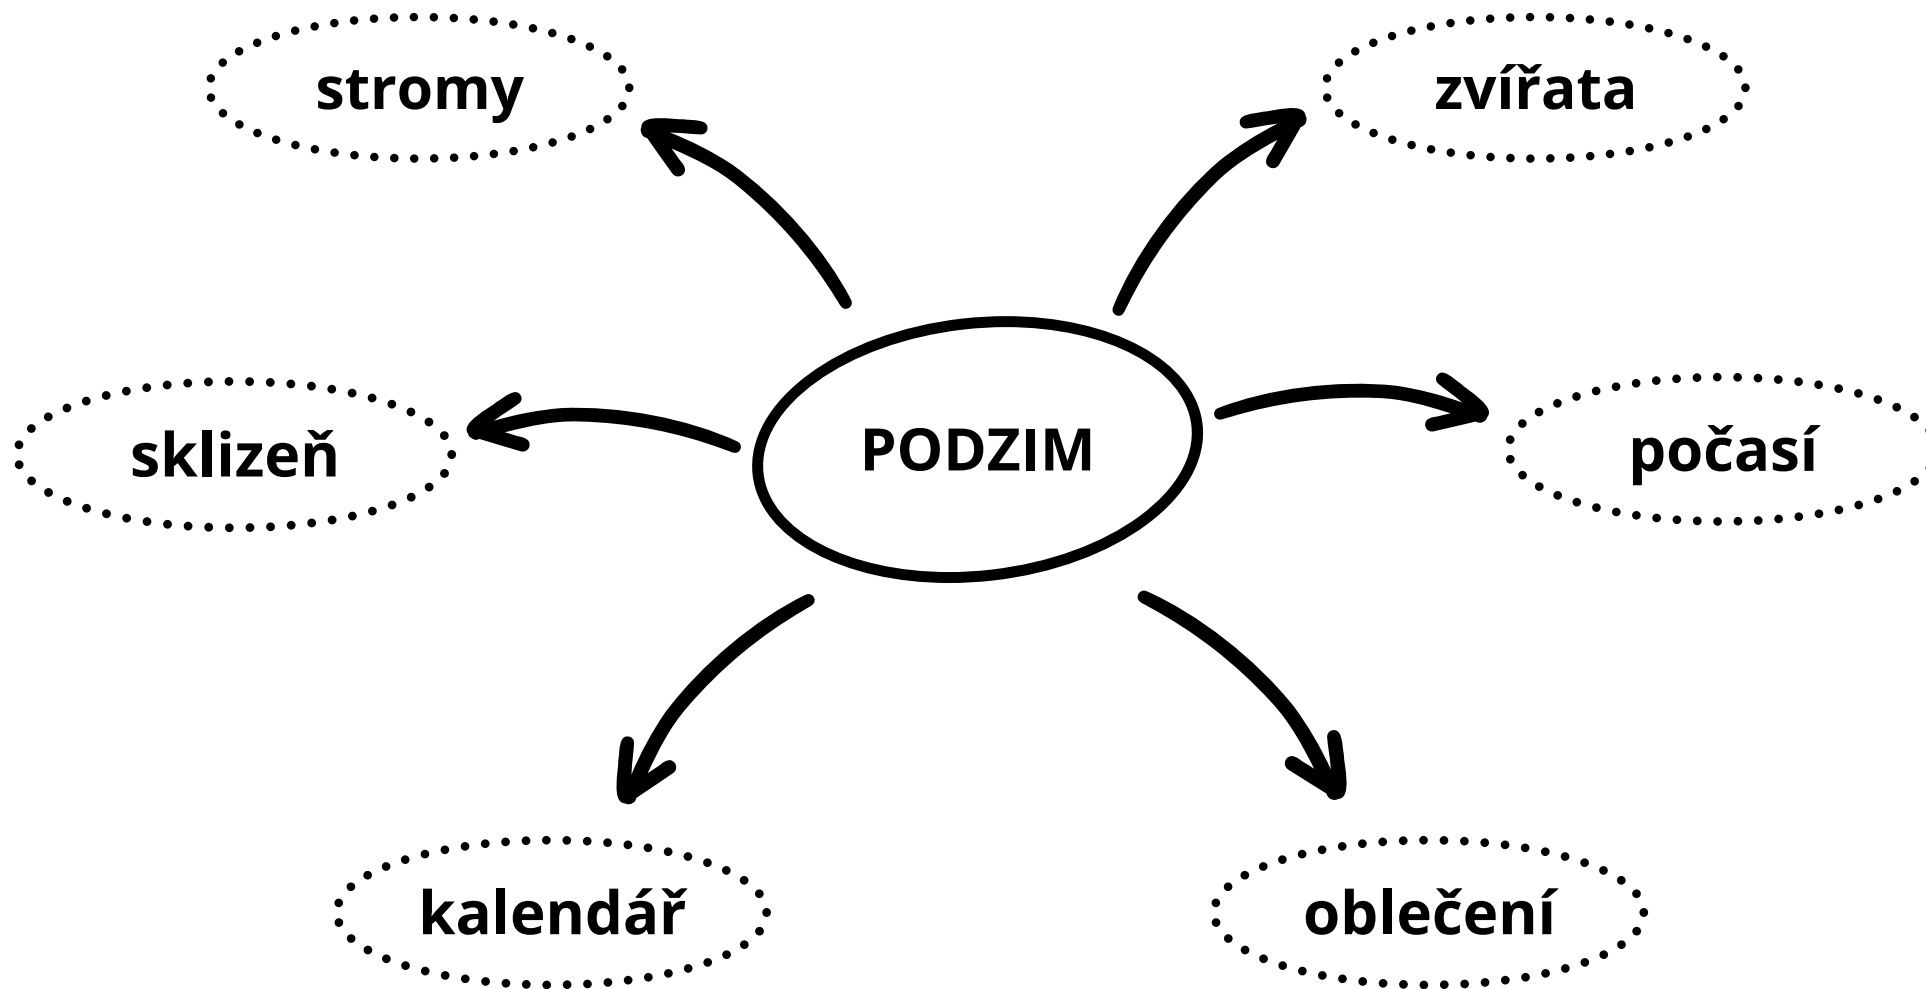 stromy
zvířata
sklizeň
PODZIM
počasí
kalendář
oblečení